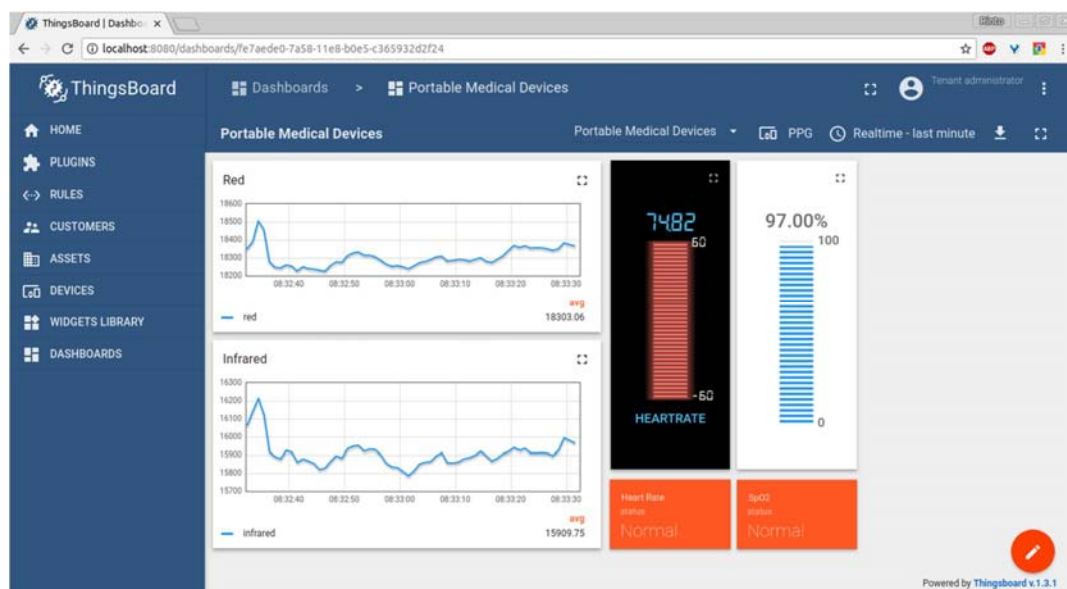 ThingsBoard | Dashbo
Rinto
localhost:8080/dashboards/fe7aede0-7a58-11e8-b0e5-c365932d2f24
ABP
ThingsBoard
Dashboards > Portable Medical Devices
Tenant administrator
HOME
PLUGINS
RULES
CUSTOMERS
ASSETS
DEVICES
WIDGETS LIBRARY
DASHBOARDS
Portable Medical Devices
Portable Medical Devices
PPG
Realtime - last minute
Red
18600
18500
18400
18300
18200
08:32:40 08:32:50 08:33:00 08:33:10 08:33:20 08:33:30
avg
red 18303.06
Infrared
16300
16200
16100
16000
15900
15800
15700
08:32:40 08:32:50 08:33:00 08:33:10 08:33:20 08:33:30
avg
infrared 15909.75
74.82
60
-60
HEARTRATE
97.00%
100
0
Heart Rate
status
Normal
SpO2
status
Normal
Powered by Thingsboard v.1.3.1